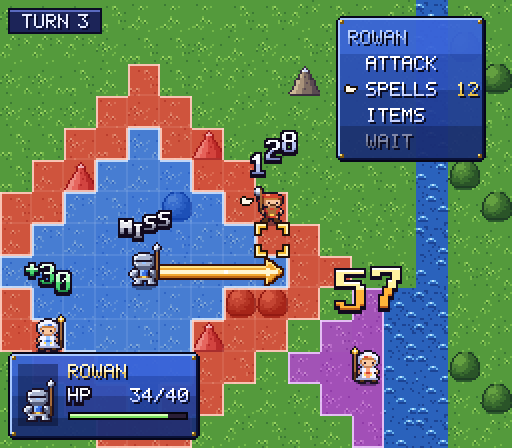 TURN 3
ROWAN
ATTACK
SPELLS 12
ITEMS
WAIT
128
MISS
+30
57
ROWAN
HP 34/40